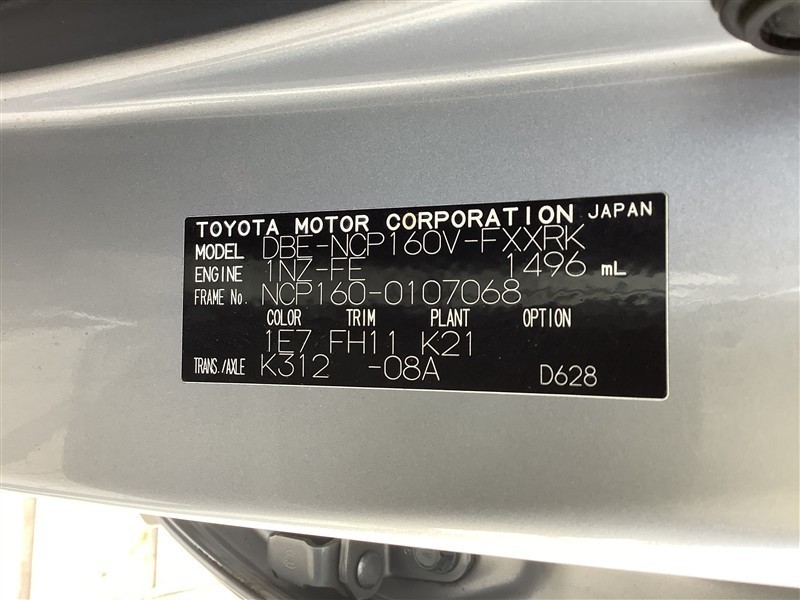 TOYOTA MOTOR CORPORATION JAPAN
MODEL DBE-NCP160V-FXXRK
ENGINE 1NZ-FE 1496 mL
FRAME No. NCP160-0107068
COLOR TRIM PLANT OPTION
1E7 FH11 K21
TRANS./AXLE K312 -08A D628